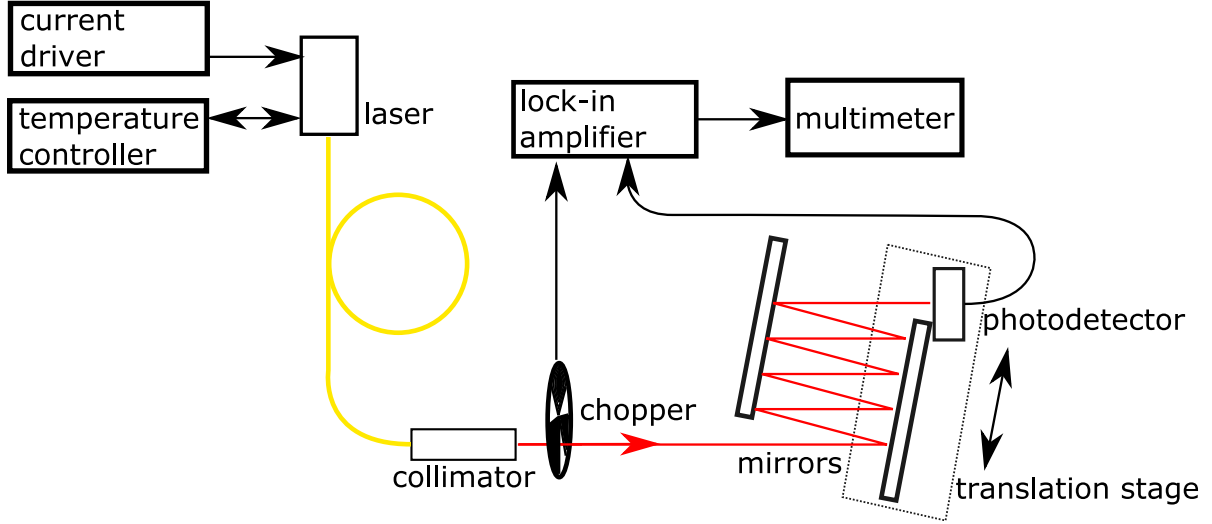 current
driver
temperature
controller
laser
lock-in
amplifier
multimeter
photodetector
chopper
collimator
mirrors
translation stage